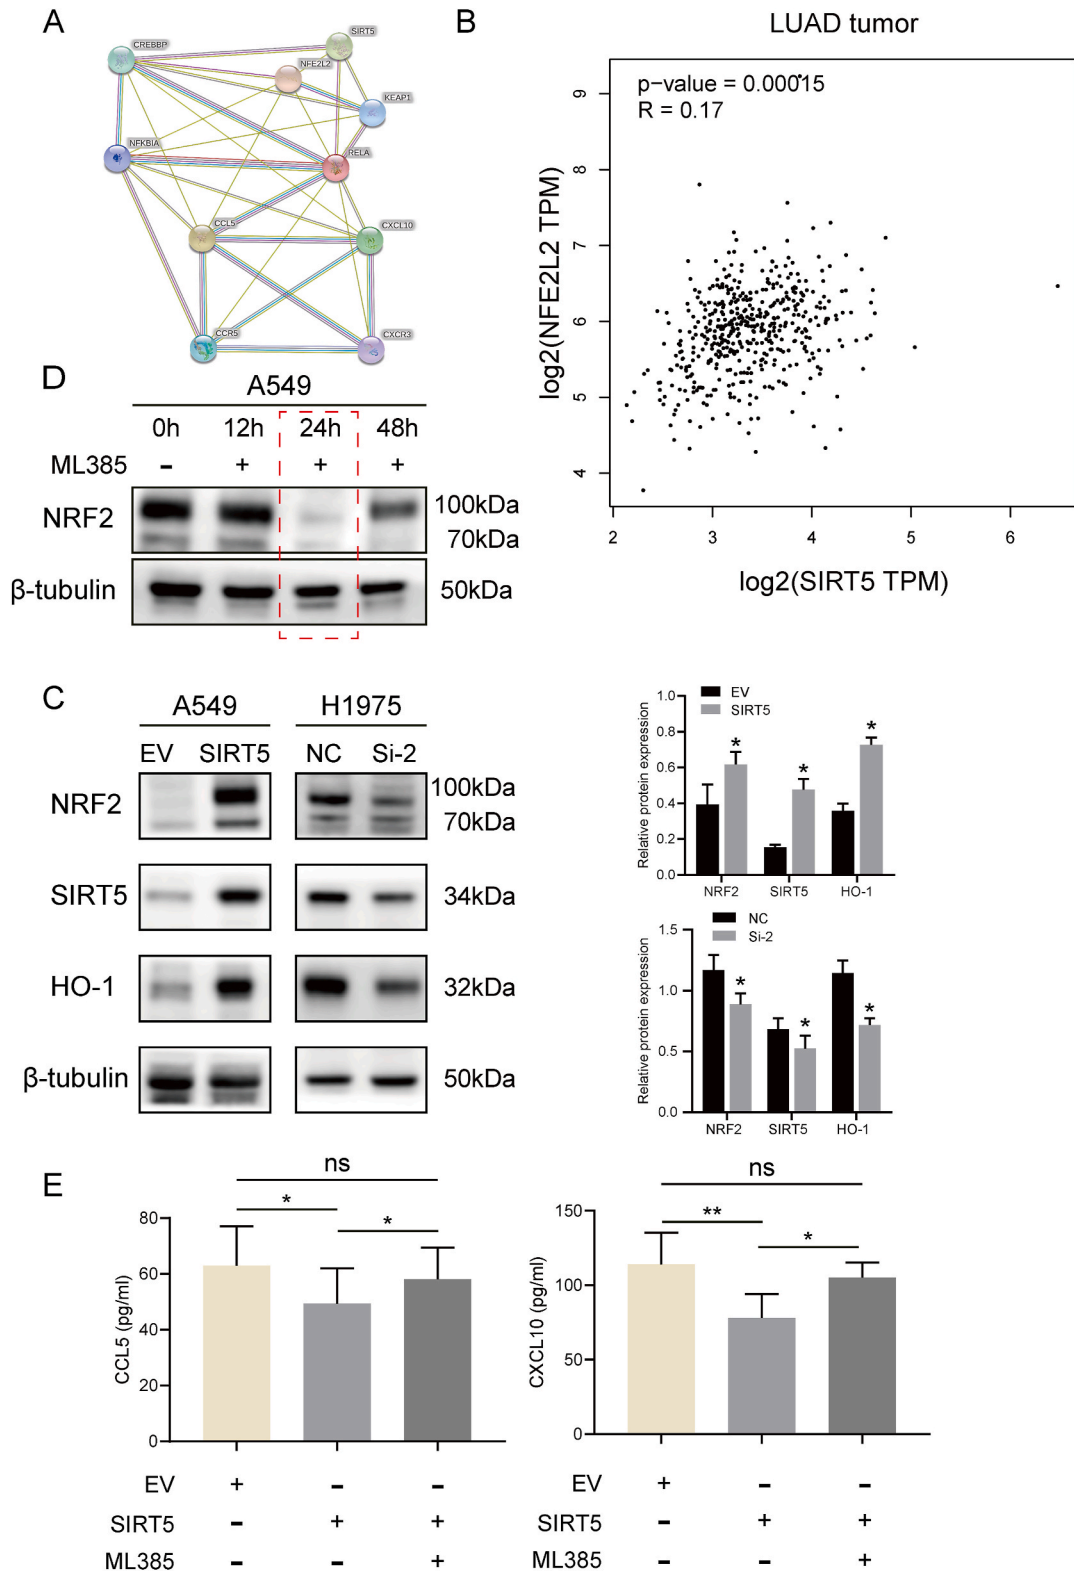 A
CREBBP
SIRT5
NFE2L2
KEAP1
NFKBIA
RELA
CCL5
CXCL10
CCR5
CXCR3
B
LUAD tumor
p-value = 0.00015
R = 0.17
log2(NFE2L2 TPM)
9
8
7
6
5
4
2 3 4 5 6
log2(SIRT5 TPM)
D
A549
0h 12h 24h 48h
ML385 - + + +
NRF2
100kDa
70kDa
β-tubulin 50kDa
C
A549 H1975
EV SIRT5 NC Si-2
NRF2
100kDa
70kDa
SIRT5 34kDa
HO-1 32kDa
β-tubulin 50kDa
EV
SIRT5
Relative protein expression
1.0
0.8
0.6
0.4
0.2
0.0
* * *
NRF2 SIRT5 HO-1
NC
Si-2
Relative protein expression
1.5
1.0
0.5
0.0
* * *
NRF2 SIRT5 HO-1
E
ns
* *
CCL5 (pg/ml)
80
60
40
20
0
EV + - -
SIRT5 - + +
ML385 - - +
ns
** *
CXCL10 (pg/ml)
150
100
50
0
EV + - -
SIRT5 - + +
ML385 - - +